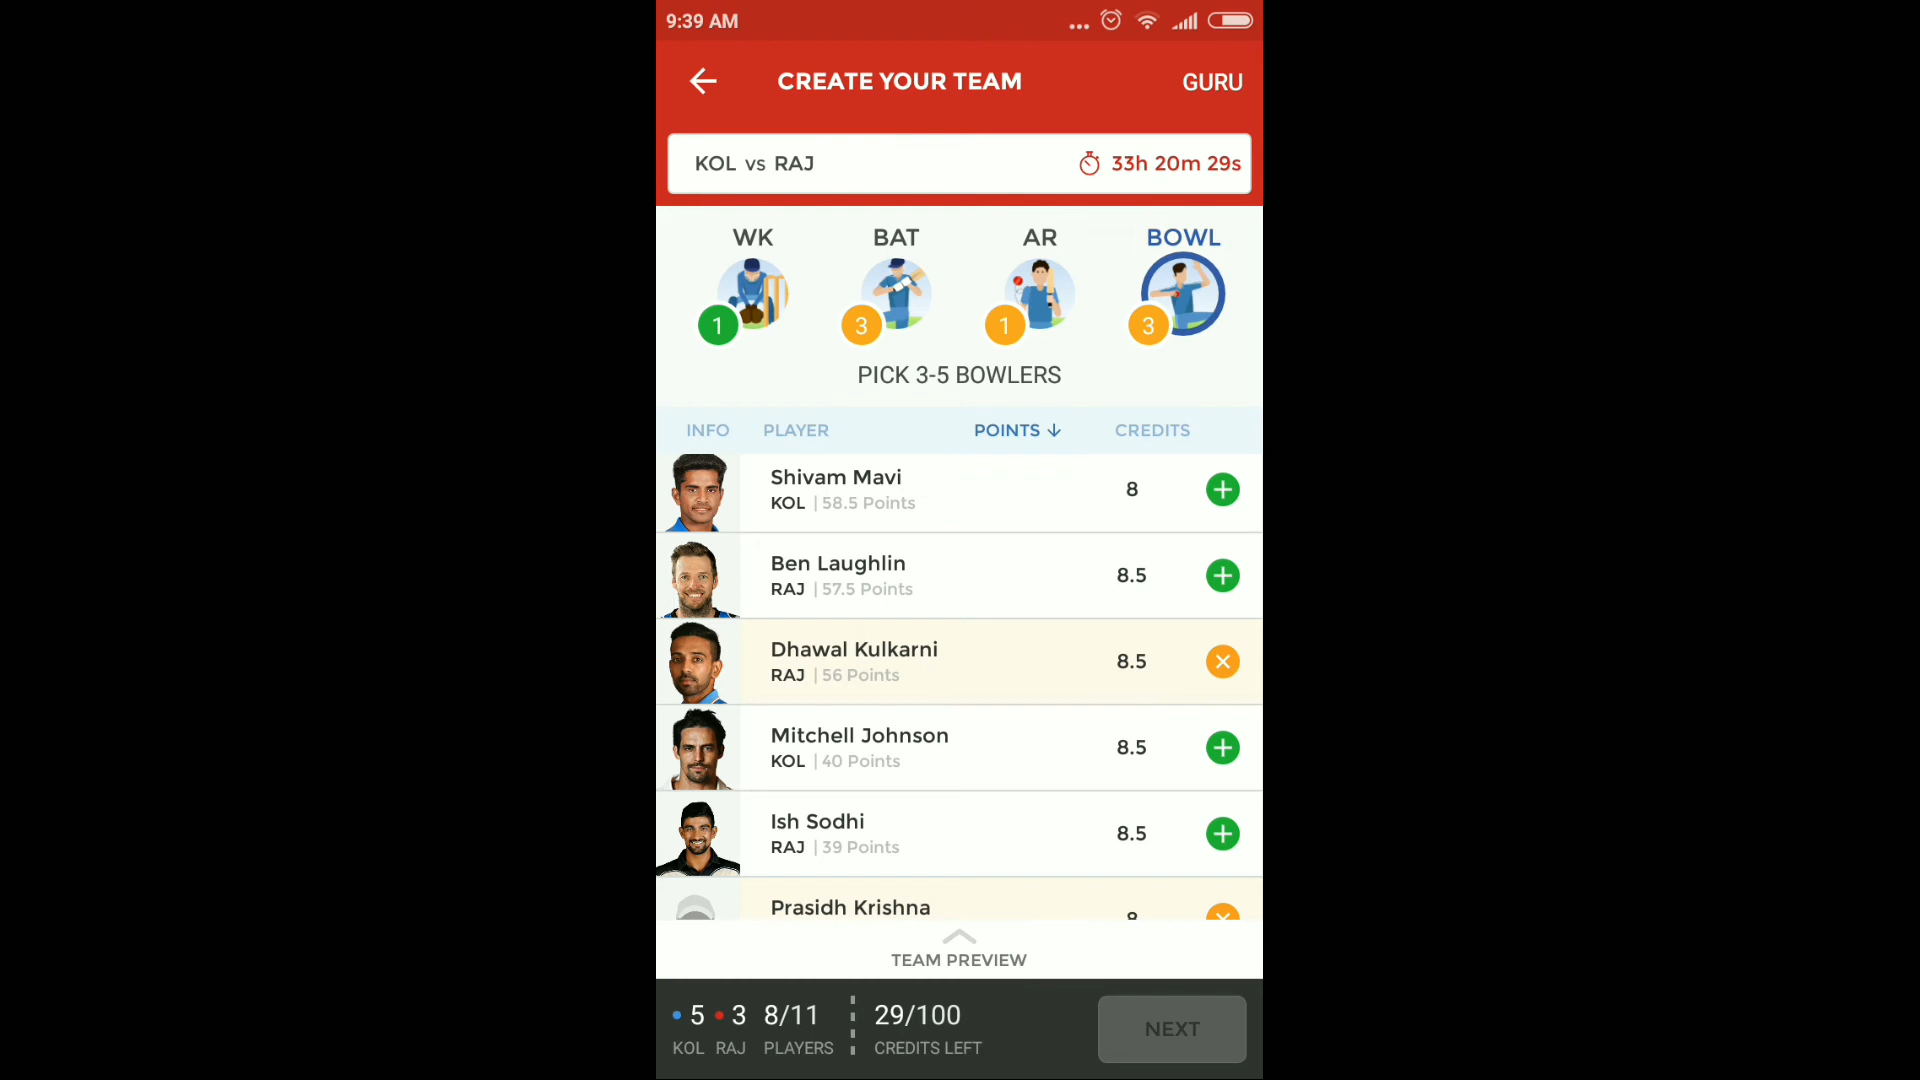 9:39 AM
CREATE YOUR TEAM
GURU
KOL vs RAJ
33h 20m 29s
WK
BAT
AR
BOWL
1
3
1
3
PICK 3-5 BOWLERS
INFO
PLAYER
POINTS
CREDITS
Shivam Mavi
KOL | 58.5 Points
8
Ben Laughlin
RAJ | 57.5 Points
8.5
Dhawal Kulkarni
RAJ | 56 Points
8.5
Mitchell Johnson
KOL | 40 Points
8.5
Ish Sodhi
RAJ | 39 Points
8.5
Prasidh Krishna
TEAM PREVIEW
5 3 8/11 29/100
KOL RAJ PLAYERS CREDITS LEFT
NEXT